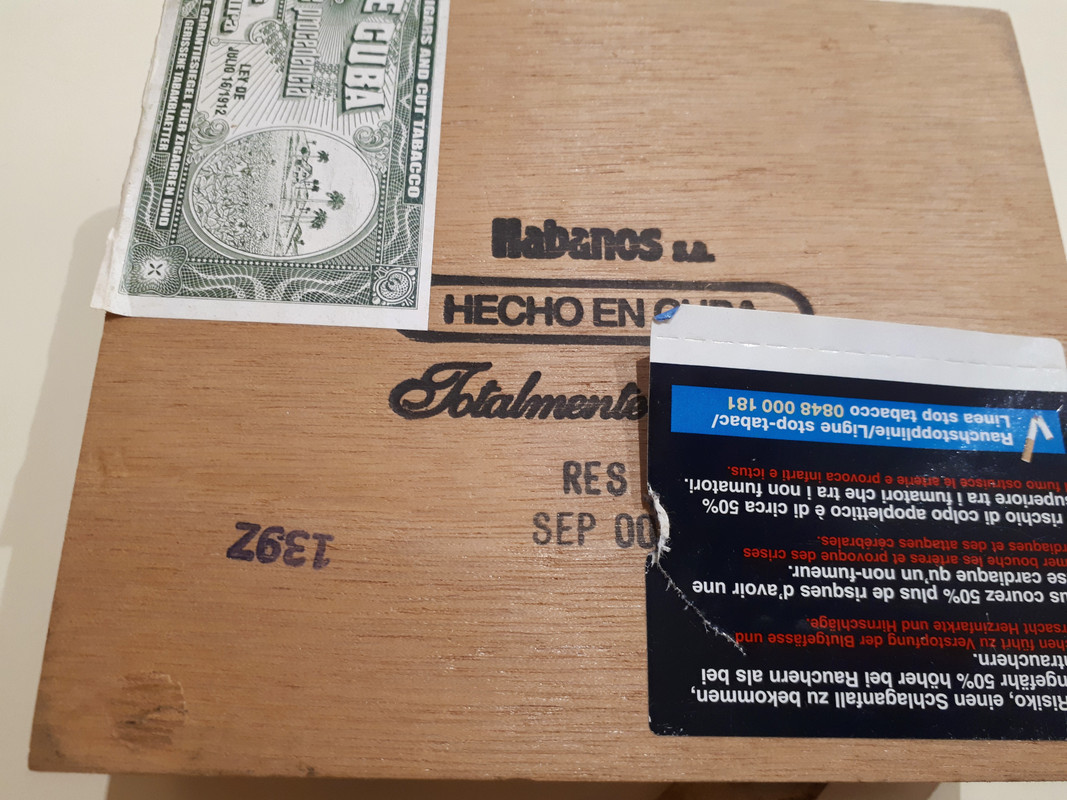 CIGARS AND CUT TABACCO
E CUBA
procedencia
LEY DE
JULIO 16/1912
GARANTIESIEGEL FUER ZIGARREN UND
GERISSENE TABAKBLAETTER
Habanos s.a.
HECHO EN CUBA
Totalmente
RES
SEP 00
1392
Risiko, einen Schlaganfall zu bekommen,
ngefähr 50% höher bei Rauchern als bei
htrauchern.
chen führt zu Verstopfung der Blutgefässe und
rsacht Herzinfarkte und Hirnschläge.
us courez 50% plus de risques d'avoir une
se cardiaque qu'un non-fumeur.
mer bouche les artères et provoque des crises
rdiaques et des attaques cérébrales.
rischio di colpo apoplettico è di circa 50%
superiore tra i fumatori che tra i non fumatori.
l fumo ostruisce le arterie e provoca infarti e ictus.
Rauchstopplinie/Ligne stop-tabac/
Linea stop tabacco 0848 000 181